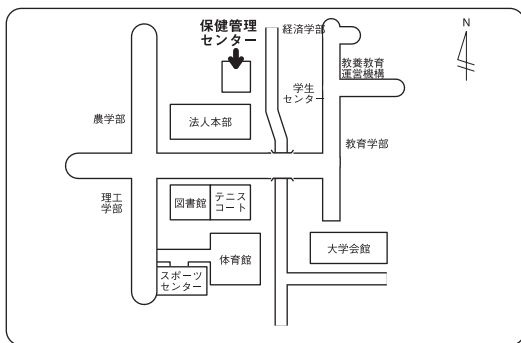 保健管理
センター
経済学部
N
教養教育
運営機構
学生
センター
農学部
法人本部
教育学部
理工
学部
図書館
テニス
コート
体育館
大学会館
スポーツ
センター